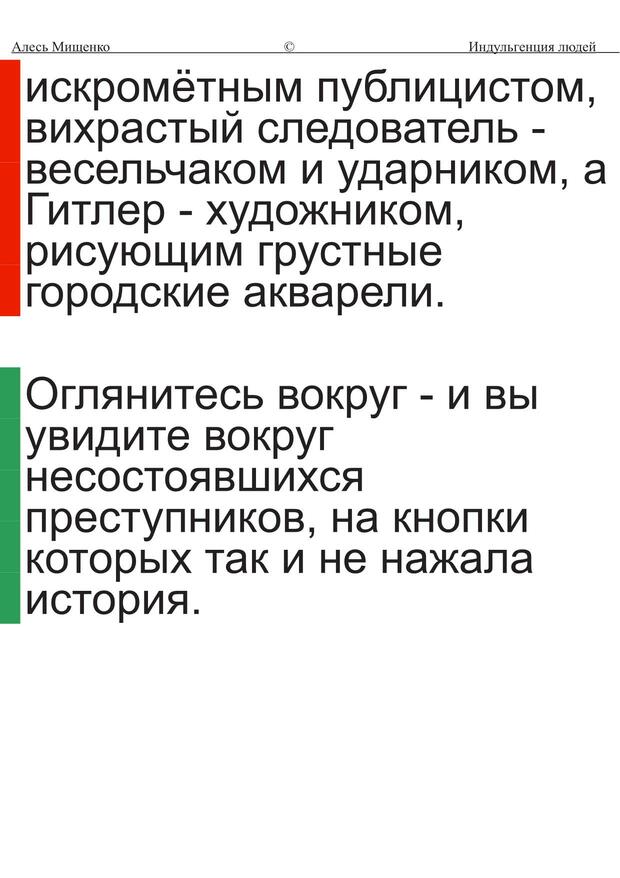 Алесь Мищенко © Индульгенция людей
искромётным публицистом,
вихрастый следователь -
весельчаком и ударником, а
Гитлер - художником,
рисующим грустные
городские акварели.
Оглянитесь вокруг - и вы
увидите вокруг
несостоявшихся
преступников, на кнопки
которых так и не нажала
история.